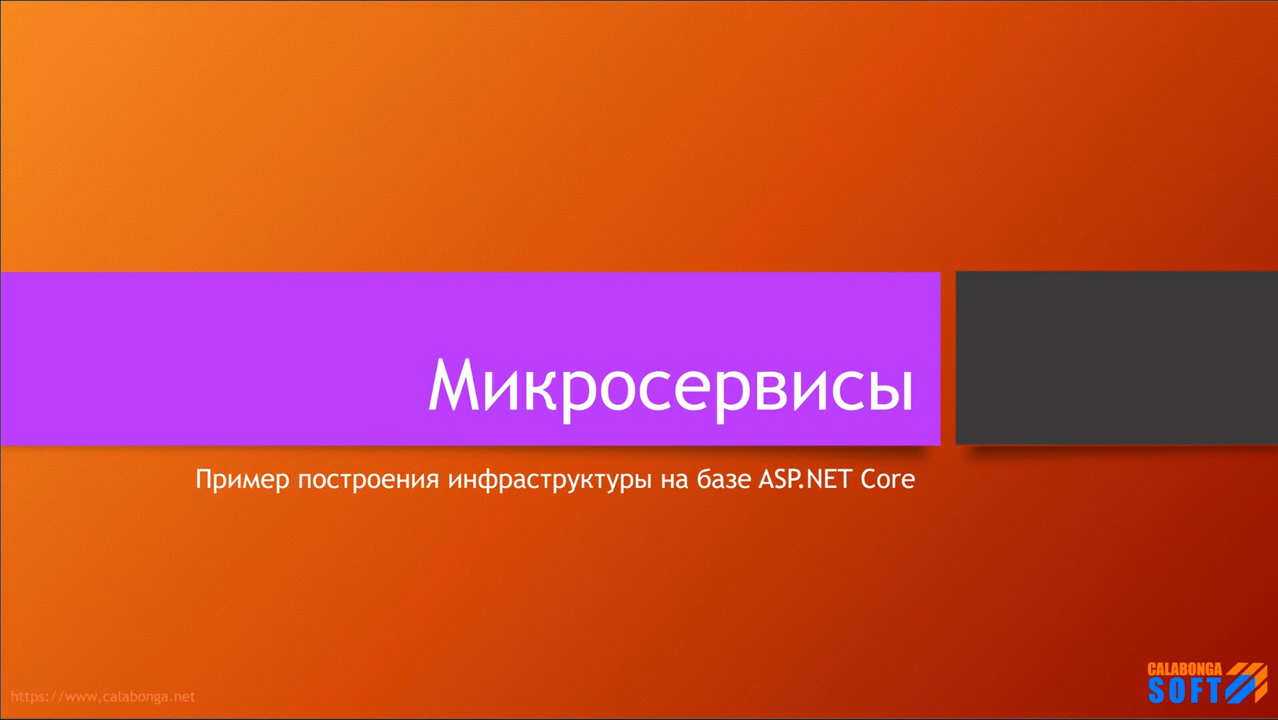 Микросервисы
Пример построения инфраструктуры на базе ASP.NET Core
https://www.calabonga.net
CALABONGA
SOFT